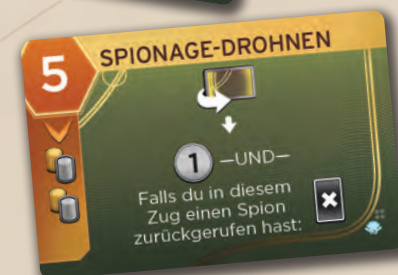 5
SPIONAGE-DROHNEN
1 –UND–
Falls du in diesem
Zug einen Spion
zurückgerufen hast: